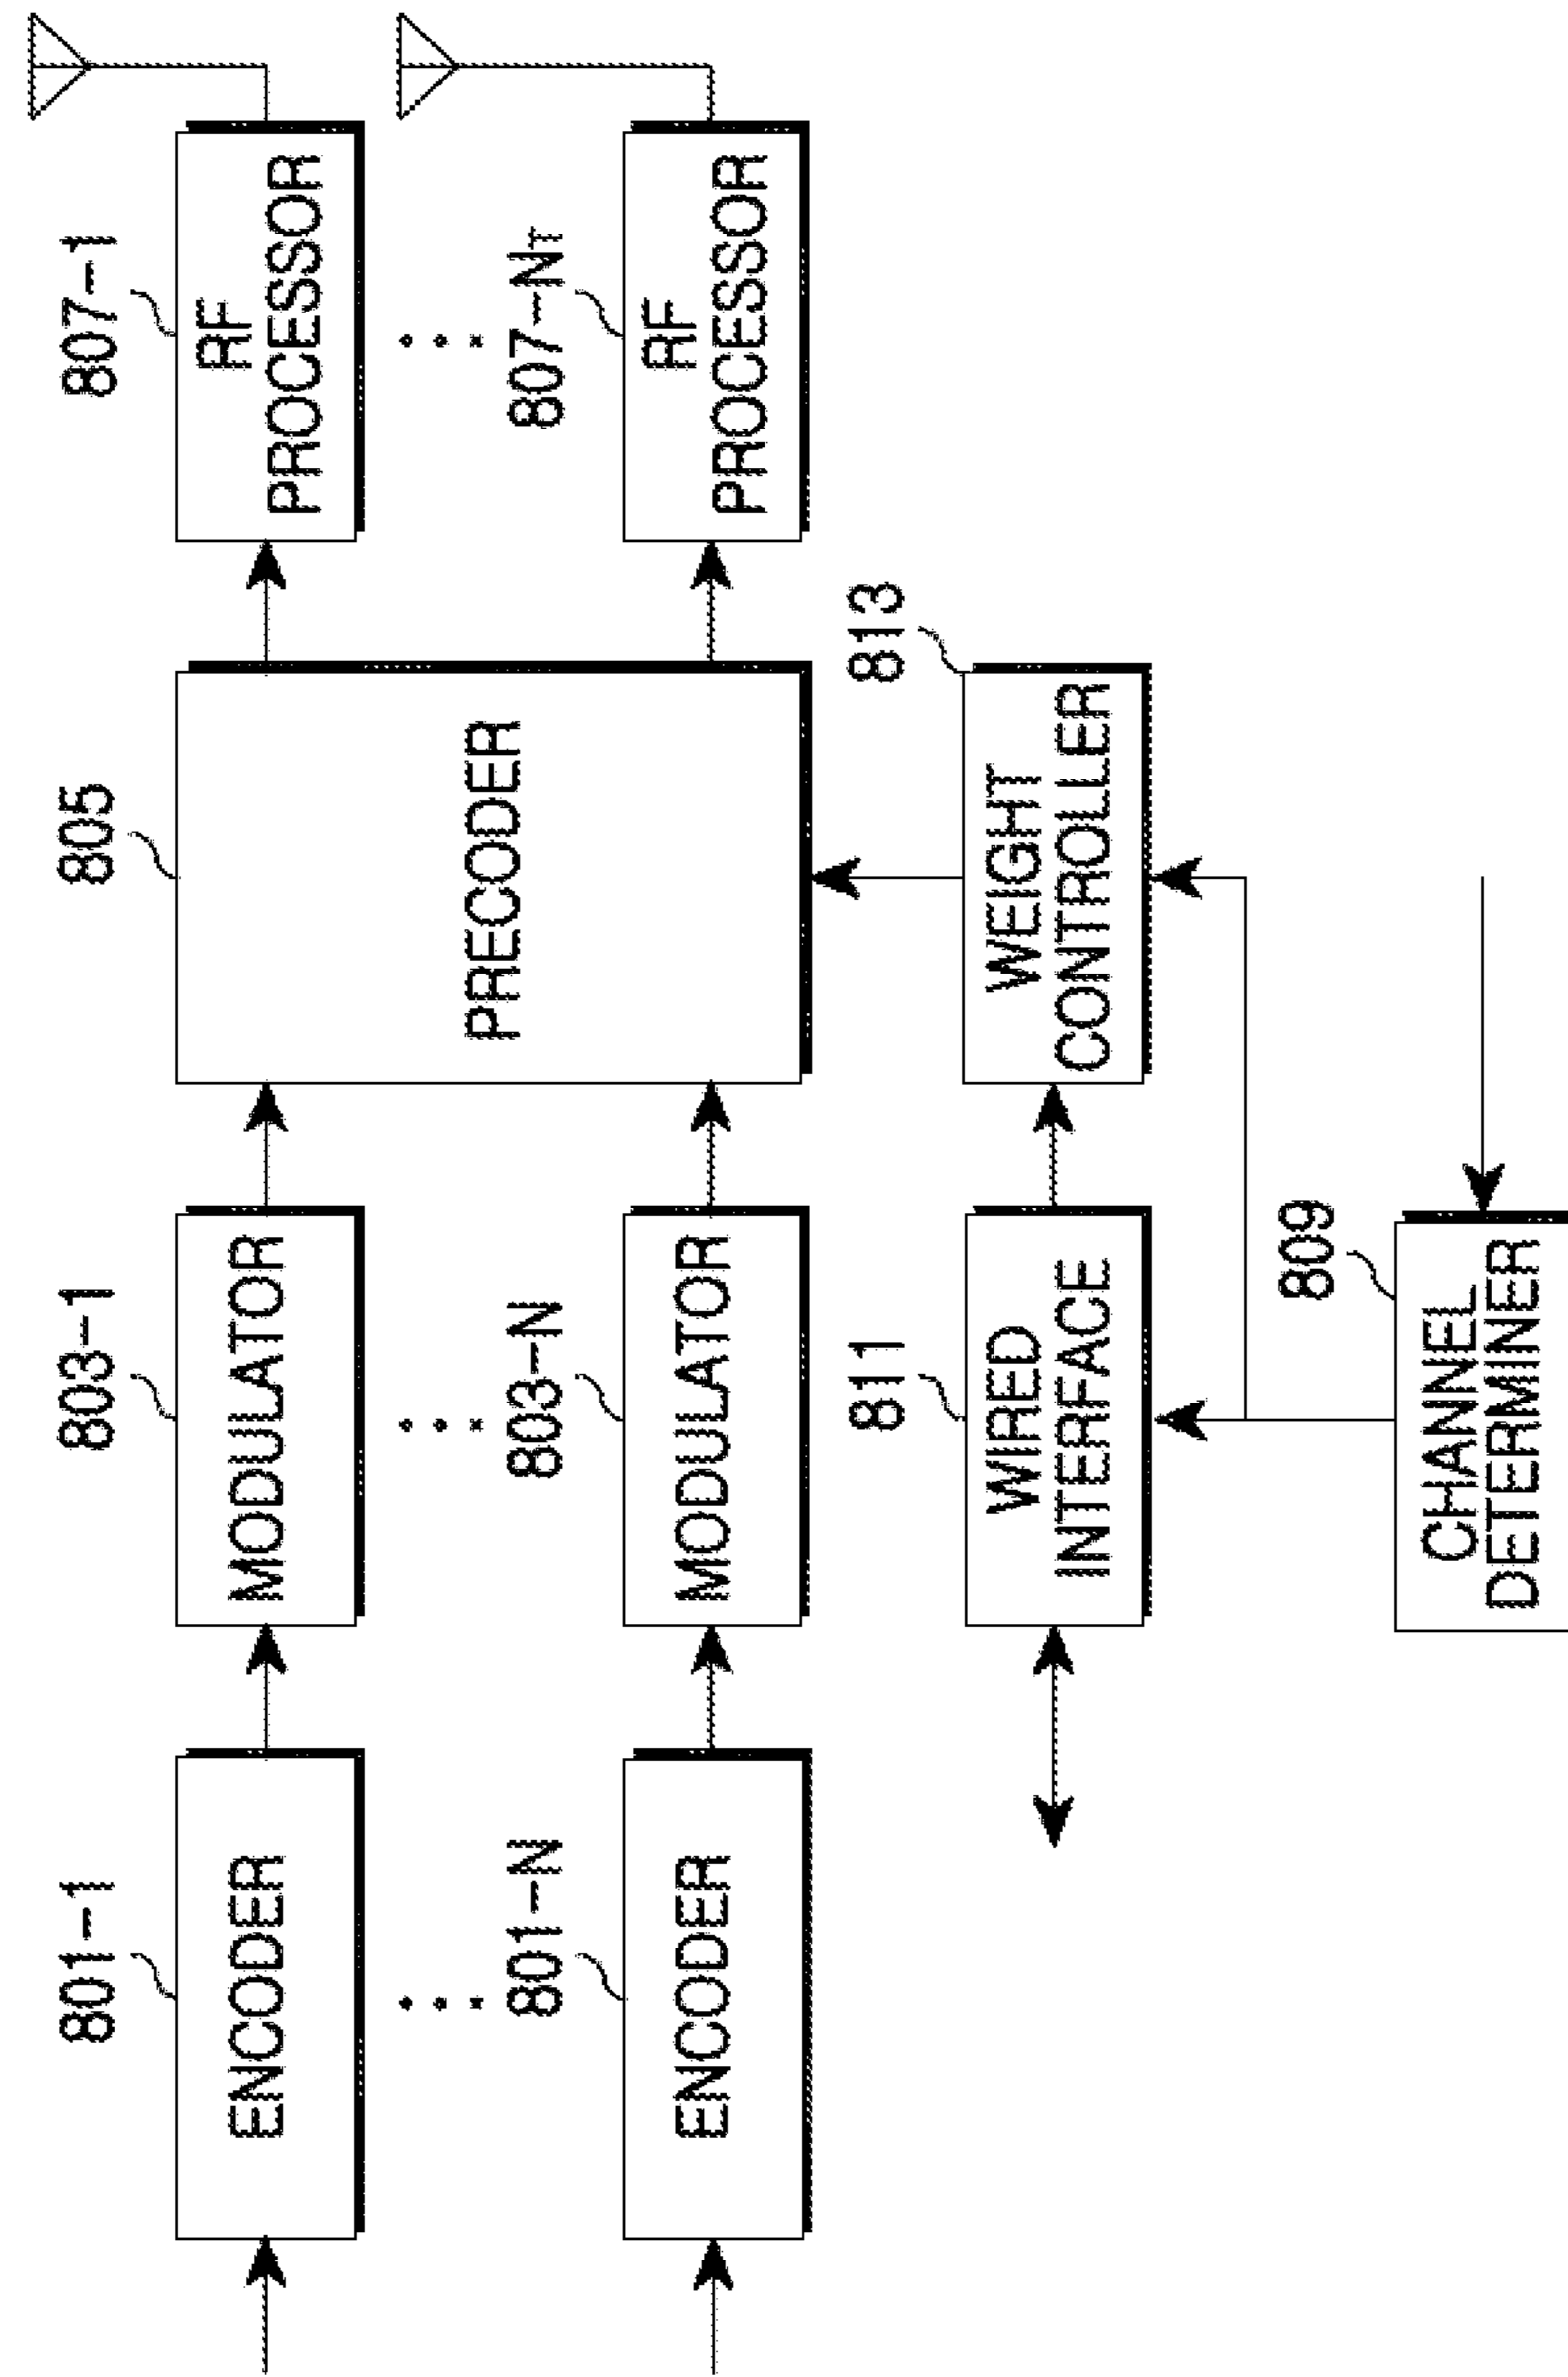 801-1
ENCODER
803-1
MODULATOR
805
PRECODER
807-1
RF
PROCESSOR
801-N
ENCODER
803-N
MODULATOR
807-NT
RF
PROCESSOR
811
WIRED
INTERFACE
813
WEIGHT
CONTROLLER
809
CHANNEL
DETERMINER